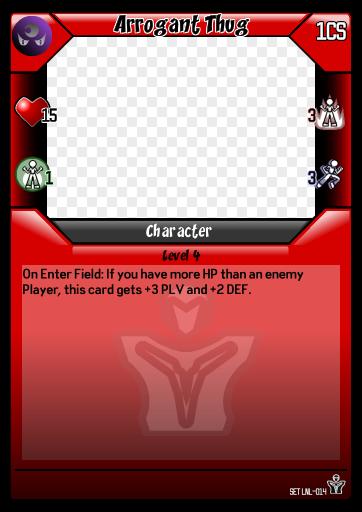 Arrogant Thug
1CS
15
3
1
3
Character
Level 4
On Enter Field: If you have more HP than an enemy
Player, this card gets +3 PLV and +2 DEF.
SET LNL-014